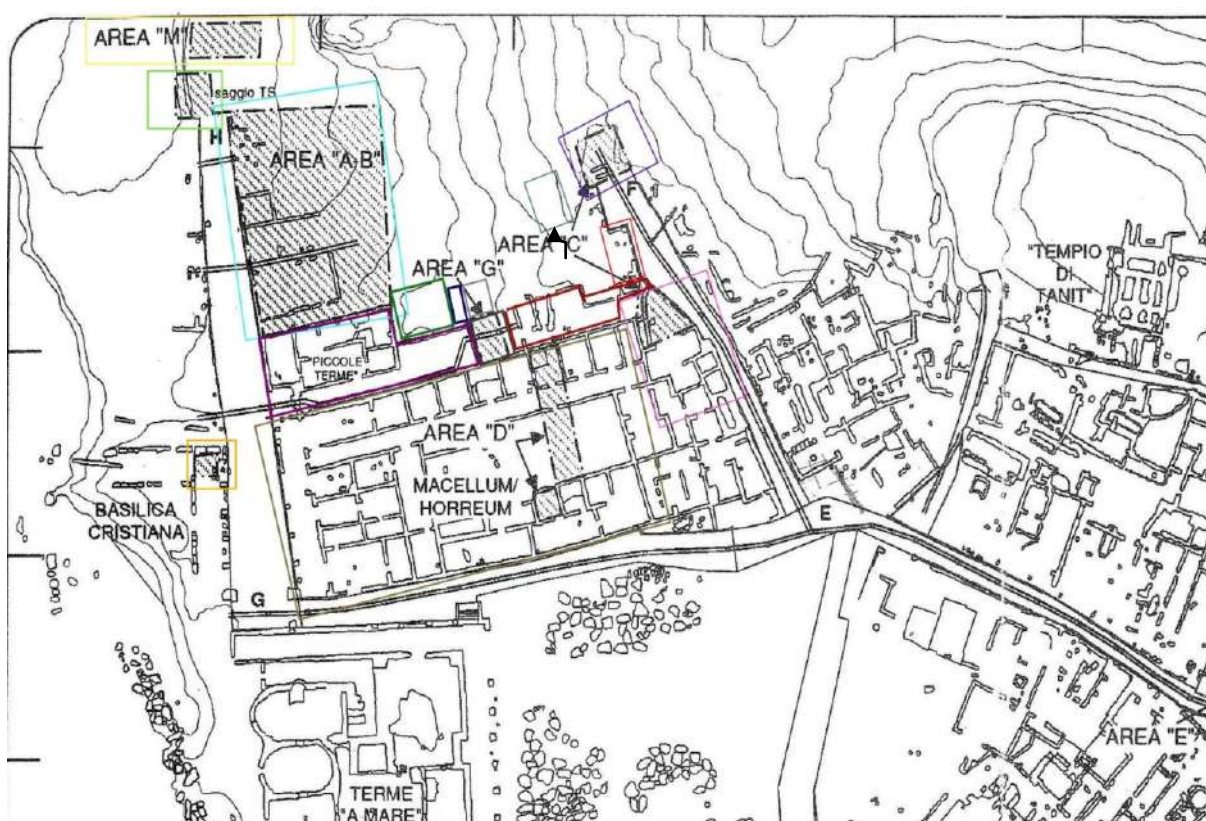 AREA "M"
saggio TS
H
AREA "A-B"
F
AREA "C"
AREA "G"
"TEMPIO
DI
TANIT"
"PICCOLE
TERME"
AREA "D"
MACELLUM/
HORREUM
BASILICA
CRISTIANA
E
G
AREA "E"
TERME
"A MARE"